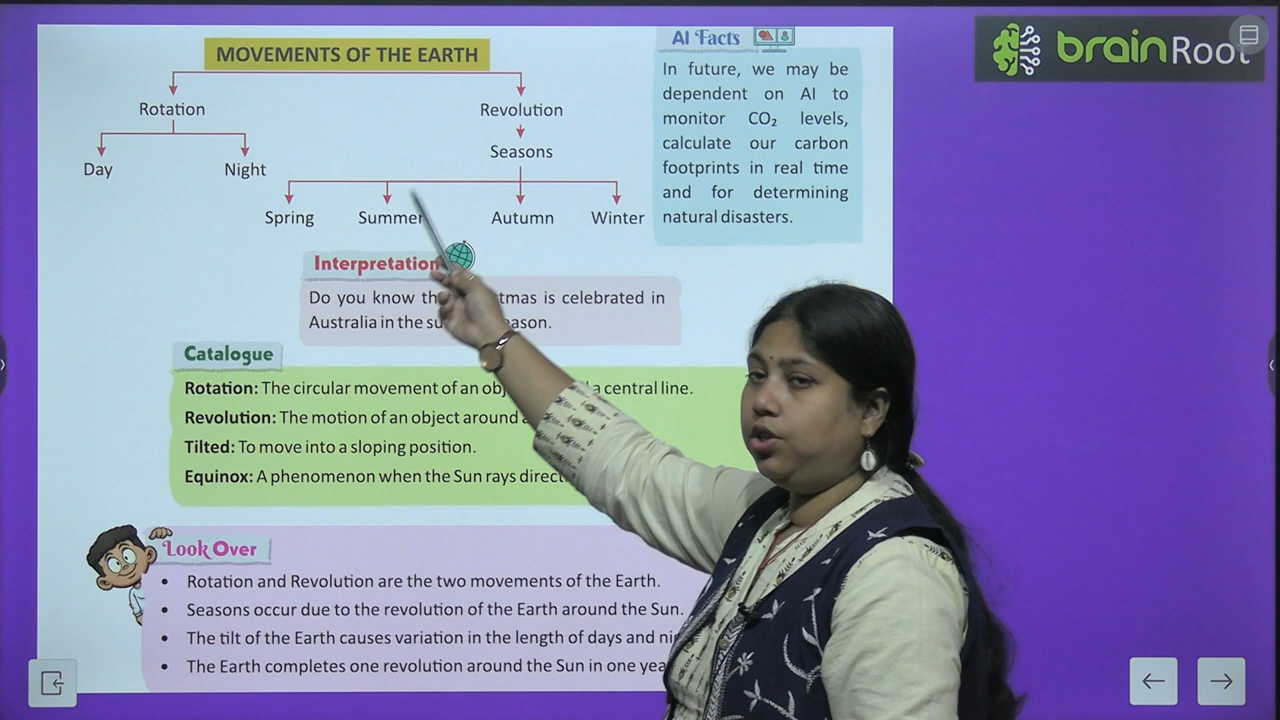 MOVEMENTS OF THE EARTH
Rotation
Revolution
Day
Night
Seasons
Spring
Summer
Autumn
Winter
AI Facts
In future, we may be
dependent on AI to
monitor CO₂ levels,
calculate our carbon
footprints in real time
and for determining
natural disasters.
brainRoot
Interpretation
Do you know tmas is celebrated in
Australia in the eason.
Catalogue
Rotation: The circular movement of an a central line.
Revolution: The motion of an object around
Tilted: To move into a sloping position.
Equinox: A phenomenon when the Sun rays
Look Over
• Rotation and Revolution are the two movements of the Earth.
• Seasons occur due to the revolution of the Earth around the Sun.
• The tilt of the Earth causes variation in the length of days and
• The Earth completes one revolution around the Sun in one